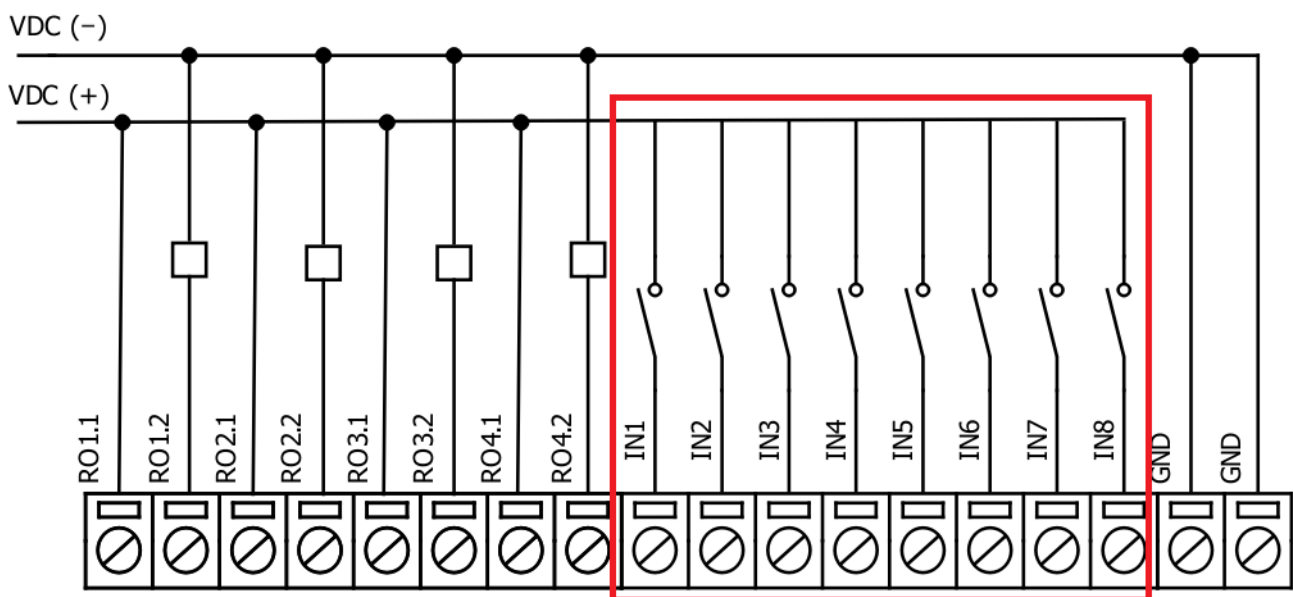 VDC (−)
VDC (+)
RO1.1
RO1.2
RO2.1
RO2.2
RO3.1
RO3.2
RO4.1
RO4.2
IN1
IN2
IN3
IN4
IN5
IN6
IN7
IN8
GND
GND